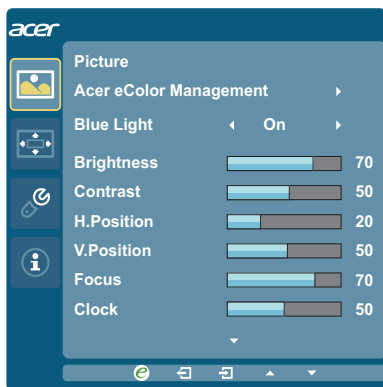 acer
Picture
Acer eColor Management
Blue Light On
Brightness 70
Contrast 50
H.Position 20
V.Position 50
Focus 70
Clock 50
e